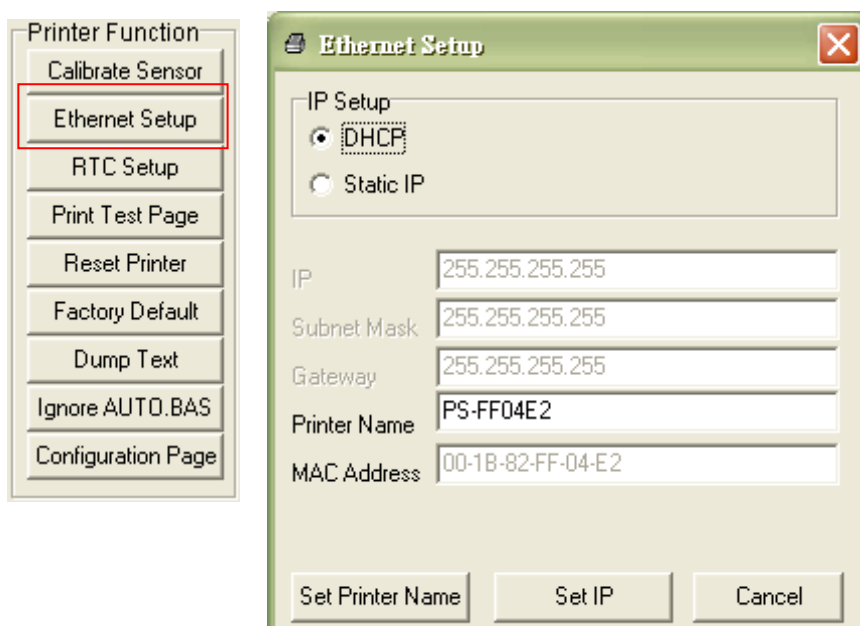 Printer Function
Calibrate Sensor
Ethernet Setup
RTC Setup
Print Test Page
Reset Printer
Factory Default
Dump Text
Ignore AUTO.BAS
Configuration Page
Ethernet Setup
IP Setup
DHCP
Static IP
IP 255.255.255.255
Subnet Mask 255.255.255.255
Gateway 255.255.255.255
Printer Name PS-FF04E2
MAC Address 00-1B-82-FF-04-E2
Set Printer Name Set IP Cancel